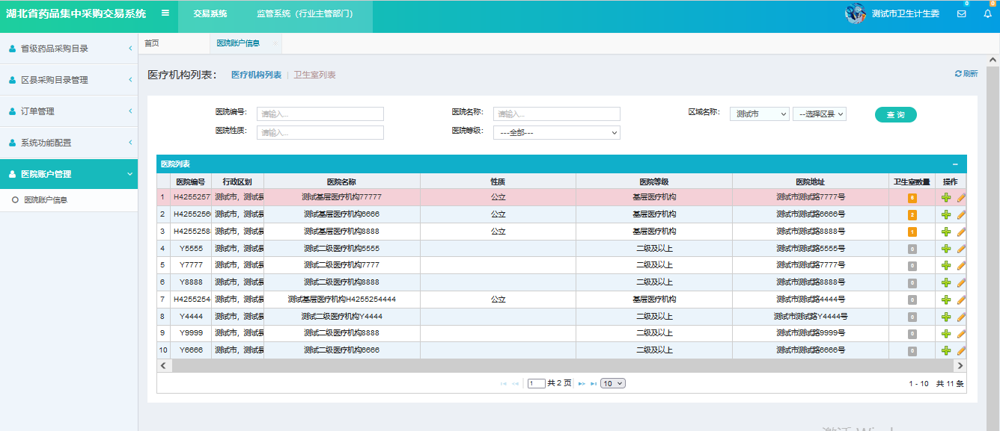 湖北省药品集中采购交易系统 交易系统 监管系统（行业主管部门） 测试市卫生计生委 0 0
首页 医院账户信息
省级药品采购目录
区县采购目录管理
订单管理
系统功能配置
医院账户管理
医院账户信息
医疗机构列表： 医疗机构列表 | 卫生室列表 刷新
医院编号： 请输入... 医院名称： 请输入... 区域名称： 测试市 --选择区县 查 询
医院性质： 请输入... 医院等级： ---全部---
医院列表
医院编号 行政区划 医院名称 性质 医院等级 医院地址 卫生室数量 操作
1 H4255257 测试市，测试县 测试基层医疗机构77777 公立 基层医疗机构 测试市测试路7777号 8
2 H4255256 测试市，测试县 测试基层医疗机构6666 公立 基层医疗机构 测试市测试路6666号 2
3 H4255258 测试市，测试县 测试基层医疗机构8888 公立 基层医疗机构 测试市测试路8888号 1
4 Y5555 测试市，测试县 测试二级医疗机构5555 二级及以上 测试市测试路5555号 0
5 Y7777 测试市，测试县 测试二级医疗机构7777 二级及以上 测试市测试路7777号 0
6 Y8888 测试市，测试县 测试二级医疗机构8888 二级及以上 测试市测试路8888号 0
7 H4255254 测试市，测试县 测试基层医疗机构H4255254444 公立 基层医疗机构 测试市测试路4444号 0
8 Y4444 测试市，测试县 测试二级医疗机构Y4444 二级及以上 测试市测试路Y4444号 0
9 Y9999 测试市，测试县 测试二级医疗机构8888 二级及以上 测试市测试路9999号 0
10 Y6666 测试市，测试县 测试二级医疗机构6666 二级及以上 测试市测试路6666号 0
1 共 2 页 10 1 - 10 共 11 条